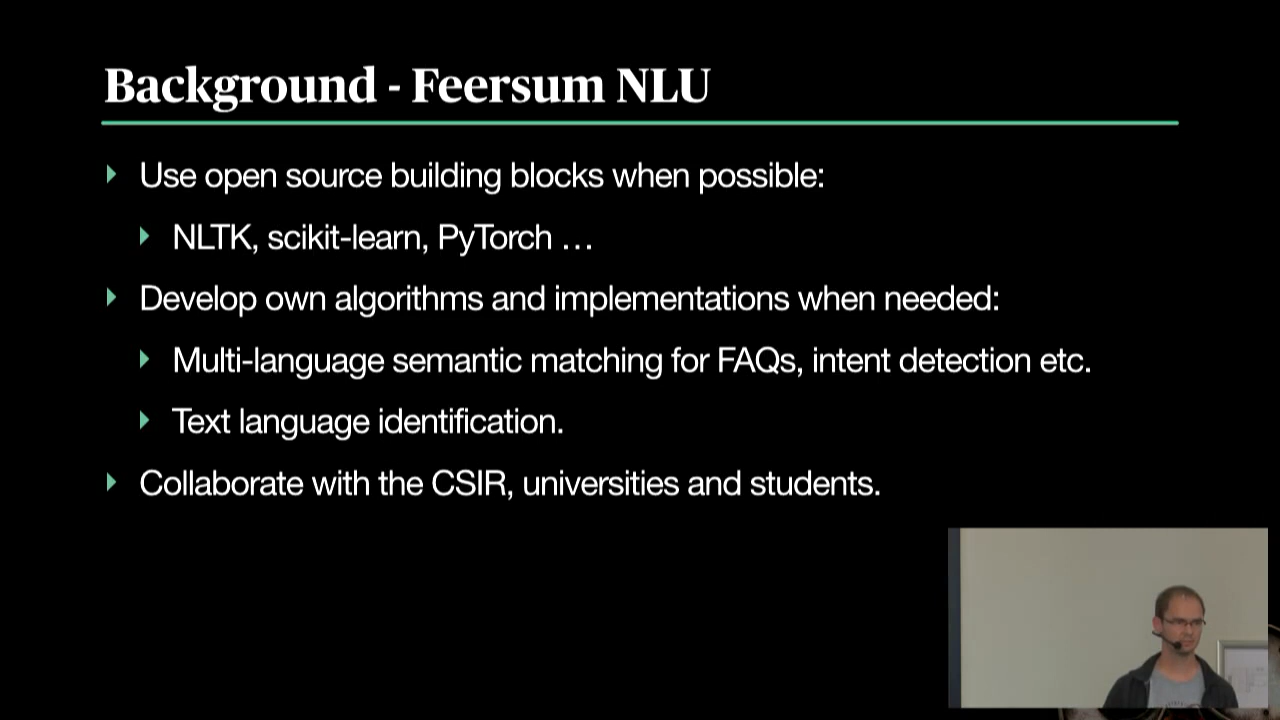 Background - Feersum NLU
Use open source building blocks when possible:
NLTK, scikit-learn, PyTorch …
Develop own algorithms and implementations when needed:
Multi-language semantic matching for FAQs, intent detection etc.
Text language identification.
Collaborate with the CSIR, universities and students.